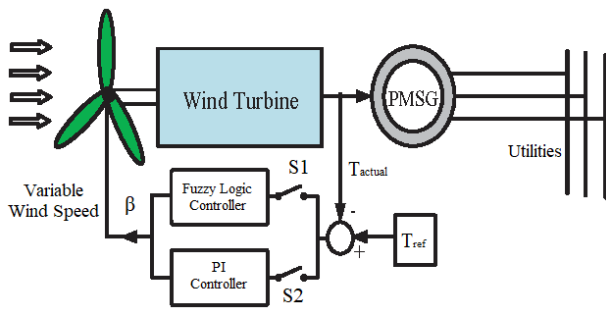 Wind Turbine
PMSG
Utilities
Variable
Wind Speed
β
Fuzzy Logic
Controller
S1
Tactual
-
+
Tref
PI
Controller
S2